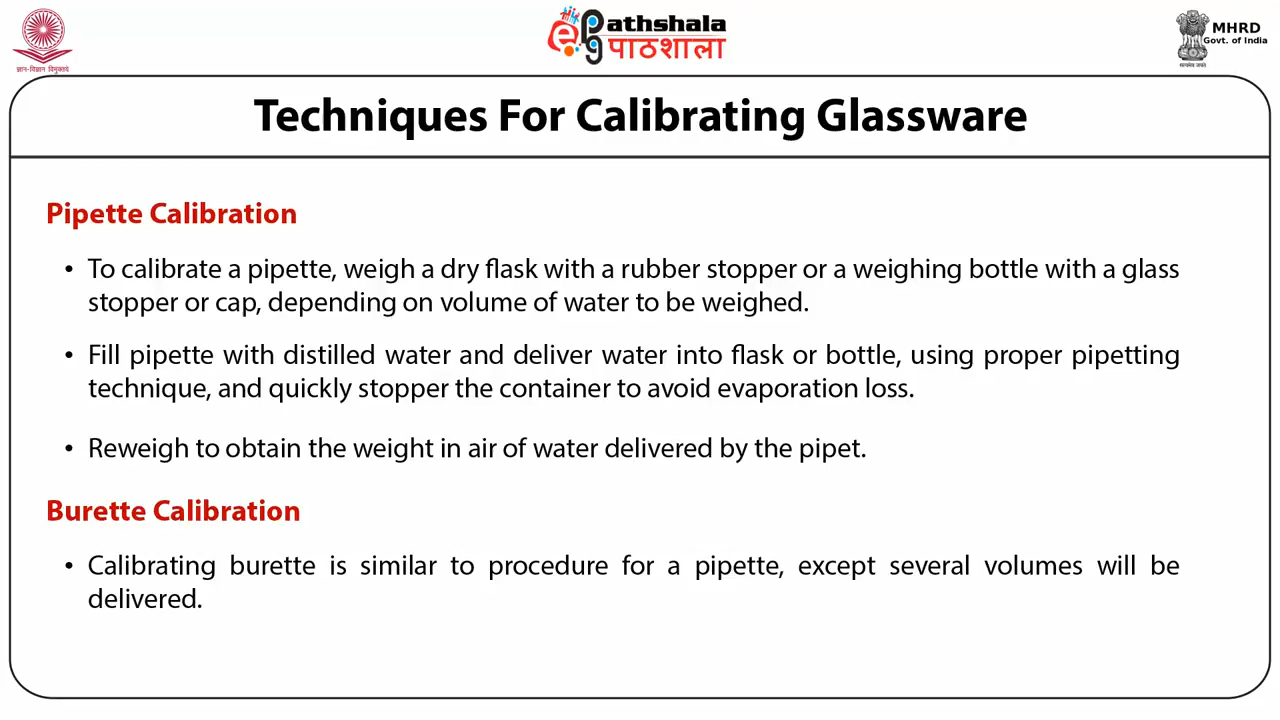 ज्ञान-विज्ञान विमुक्तये
ePathshala
पाठशाला
MHRD
Govt. of India
सत्यमेव जयते
Techniques For Calibrating Glassware
Pipette Calibration
• To calibrate a pipette, weigh a dry flask with a rubber stopper or a weighing bottle with a glass
stopper or cap, depending on volume of water to be weighed.
• Fill pipette with distilled water and deliver water into flask or bottle, using proper pipetting
technique, and quickly stopper the container to avoid evaporation loss.
• Reweigh to obtain the weight in air of water delivered by the pipet.
Burette Calibration
• Calibrating burette is similar to procedure for a pipette, except several volumes will be
delivered.